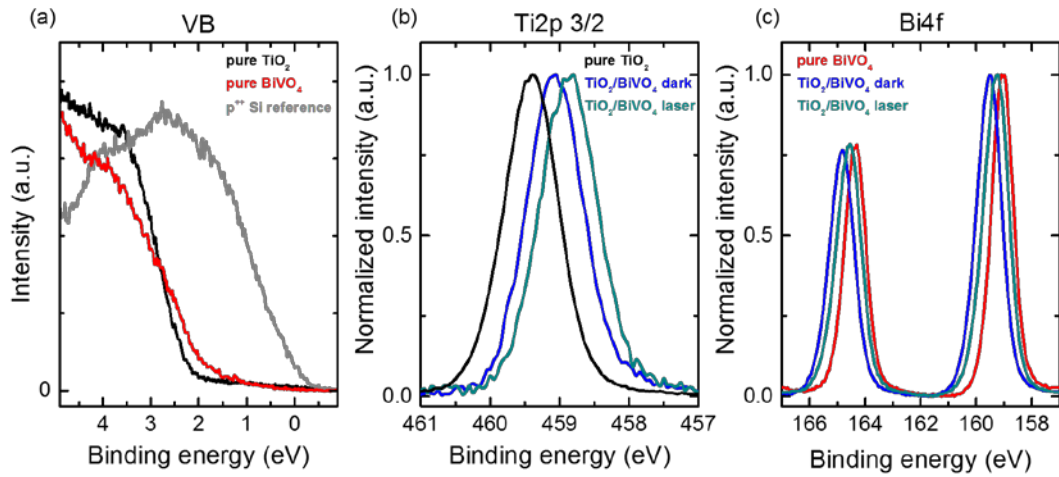 (a)
VB
pure TiO₂
pure BiVO₄
p⁺⁺ Si reference
Intensity (a.u.)
0
4 3 2 1 0
Binding energy (eV)
(b)
Ti2p 3/2
pure TiO₂
TiO₂/BiVO₄ dark
TiO₂/BiVO₄ laser
Normalized intensity (a.u.)
1.0
0.5
0.0
461 460 459 458 457
Binding energy (eV)
(c)
Bi4f
pure BiVO₄
TiO₂/BiVO₄ dark
TiO₂/BiVO₄ laser
Normalized intensity (a.u.)
1.0
0.5
0.0
166 164 162 160 158
Binding energy (eV)